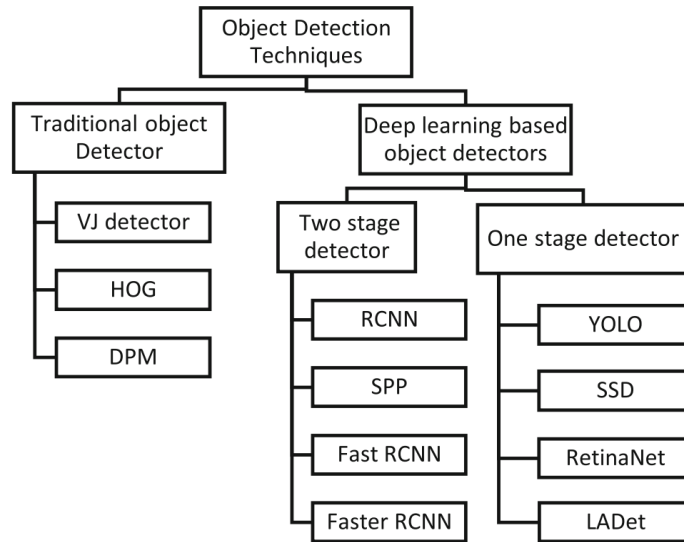 Object Detection
Techniques
Traditional object
Detector
VJ detector
HOG
DPM
Deep learning based
object detectors
Two stage
detector
RCNN
SPP
Fast RCNN
Faster RCNN
One stage detector
YOLO
SSD
RetinaNet
LADet